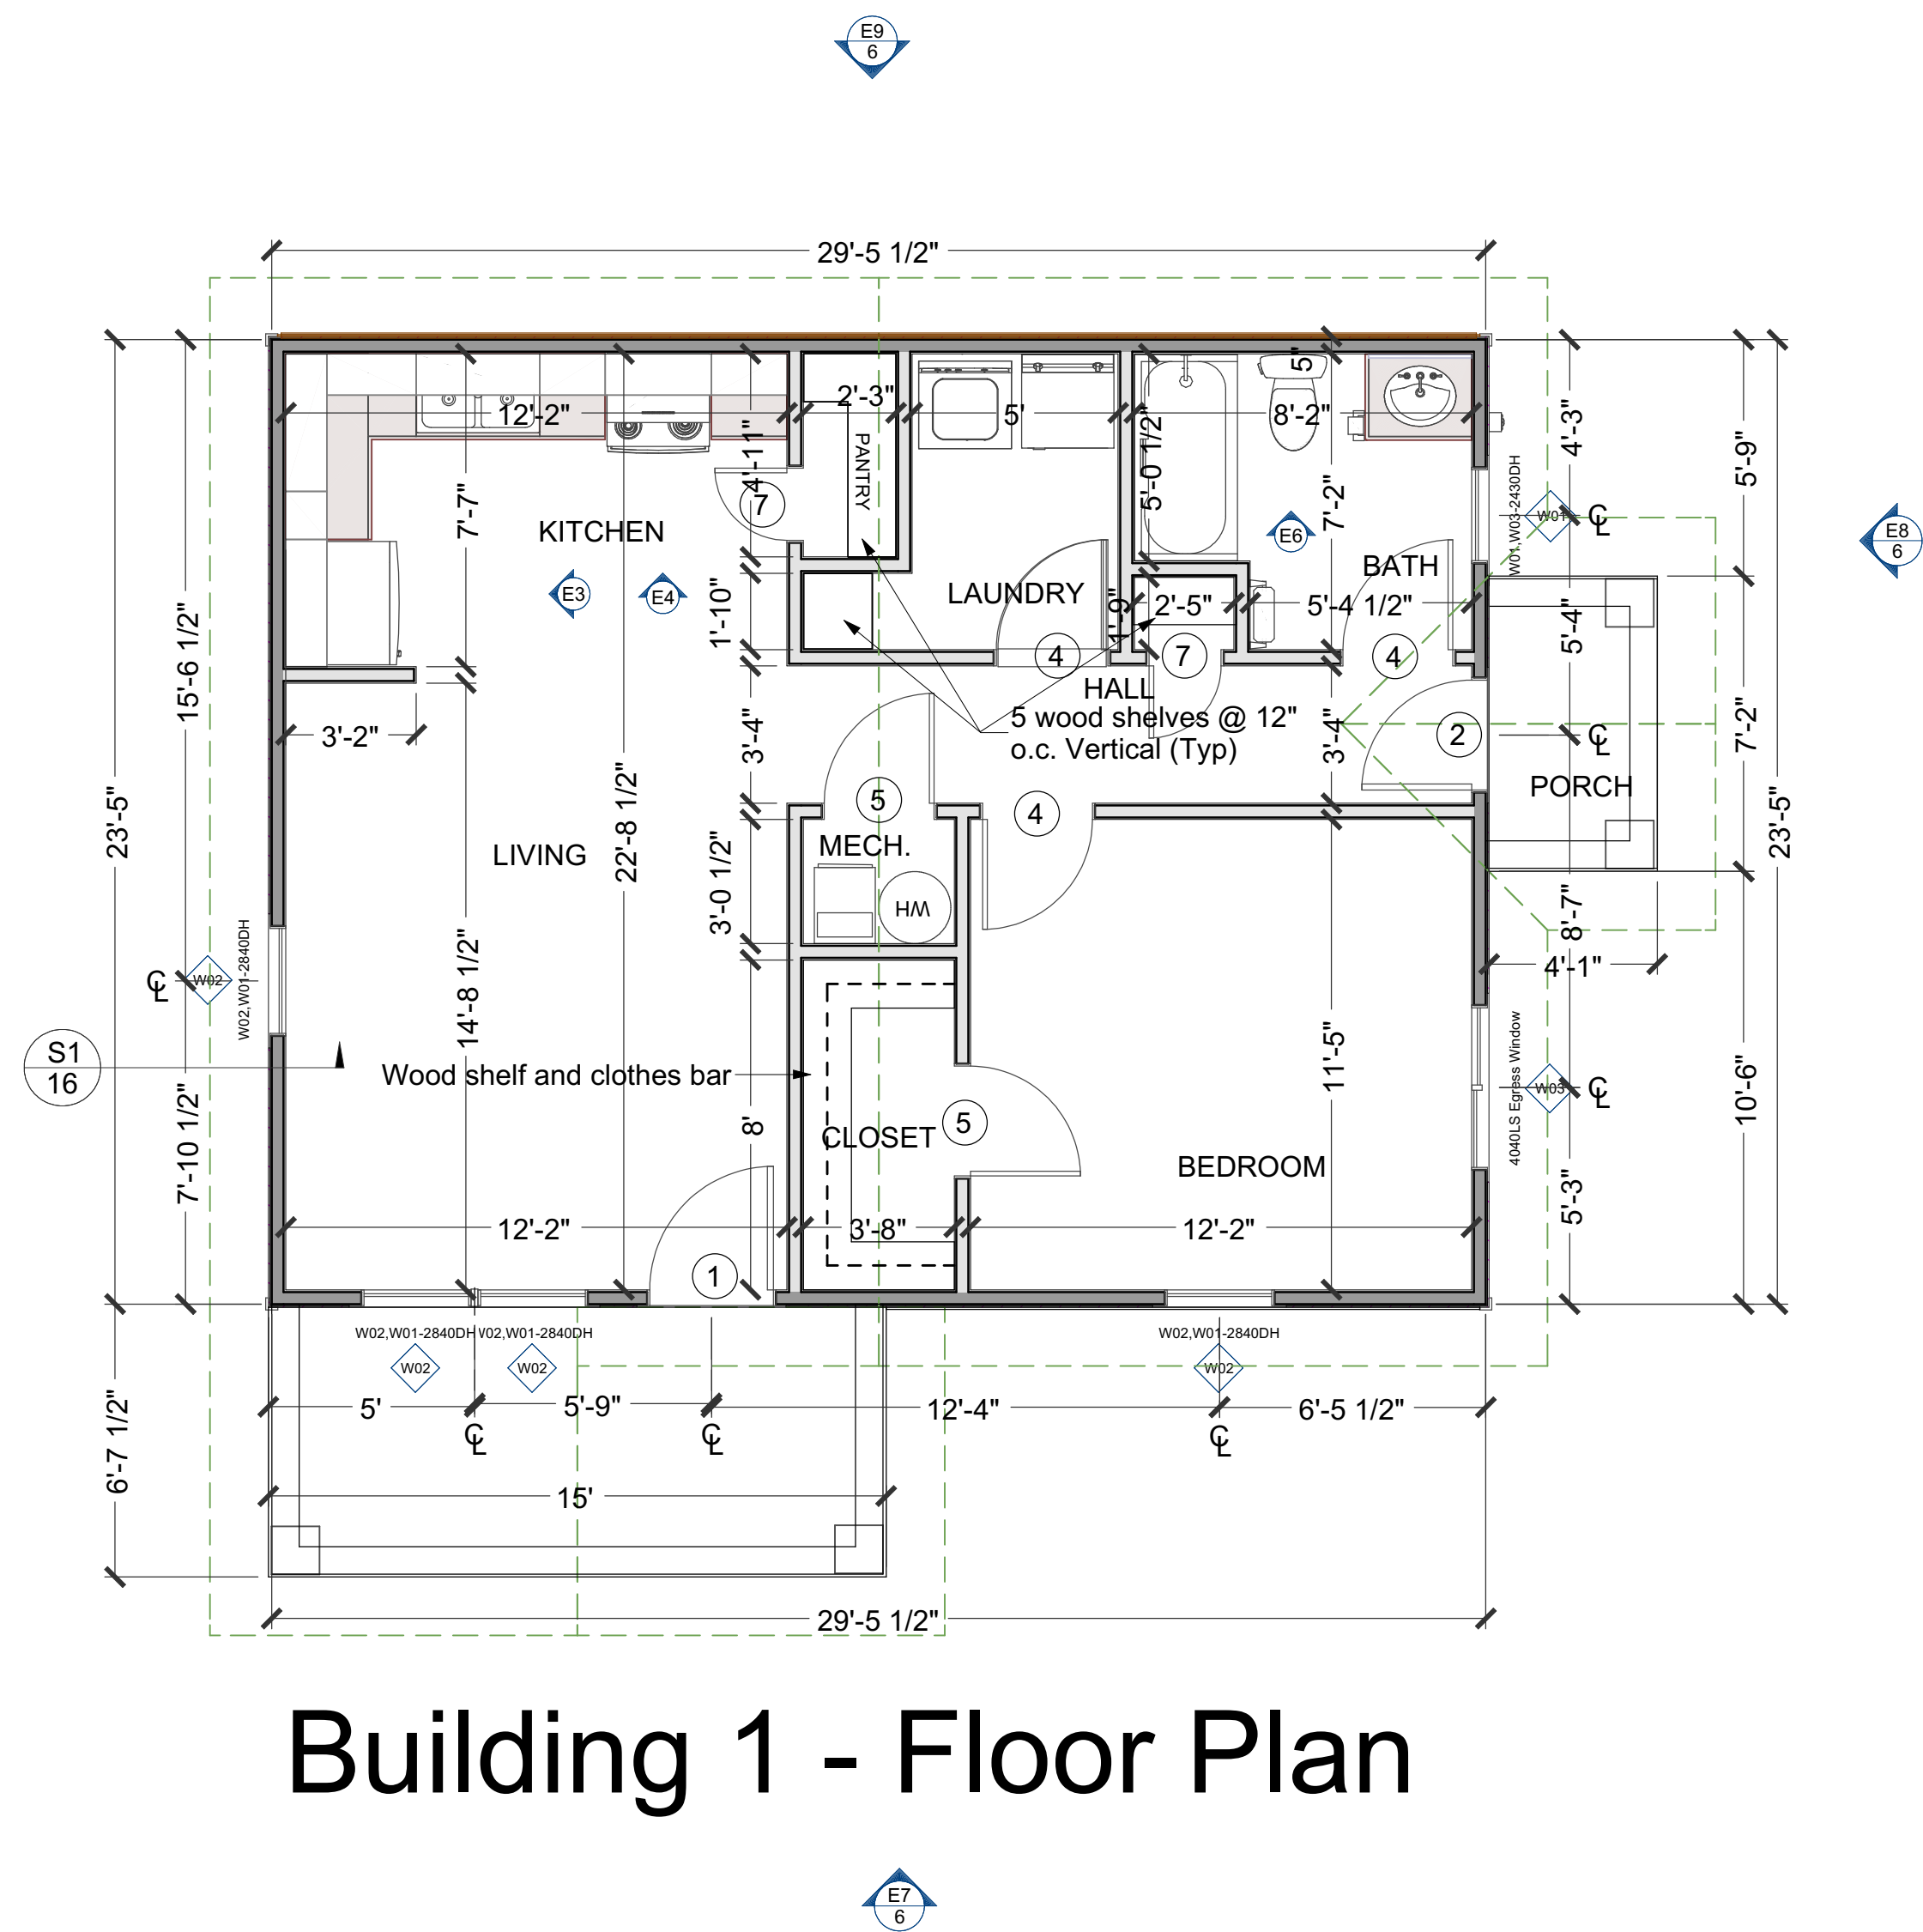 E9
6
29'-5 1/2"
5"
2'-3"
12'-2"
5'
8'-2"
4'-3"
5'-9"
4'-11"
PANTRY
5'-0 1/2"
7'-2"
7'-7"
7
KITCHEN
W01,W03-2430DH
W01
CL
E6
E8
6
BATH
E3
E4
LAUNDRY
1'-10"
1'-9"
2'-5"
5'-4 1/2"
5'-4"
15'-6 1/2"
4
7
4
HALL
5 wood shelves @ 12"
o.c. Vertical (Typ)
3'-2"
3'-4"
3'-4"
2
CL
7'-2"
PORCH
5
4
23'-5"
22'-8 1/2"
23'-5"
MECH.
LIVING
3'-0 1/2"
HW
8'-7"
4'-1"
W02,W01-2840DH
CL
W02
14'-8 1/2"
11'-5"
S1
16
Wood shelf and clothes bar
4040LS Egress Window
W03
CL
10'-6"
7'-10 1/2"
8'
CLOSET
5
BEDROOM
5'-3"
12'-2"
3'-8"
12'-2"
1
W02,W01-2840DH
W02,W01-2840DH
W02,W01-2840DH
W02
W02
W02
5'
5'-9"
12'-4"
6'-5 1/2"
CL
CL
CL
6'-7 1/2"
15'
29'-5 1/2"
Building 1 - Floor Plan
E7
6